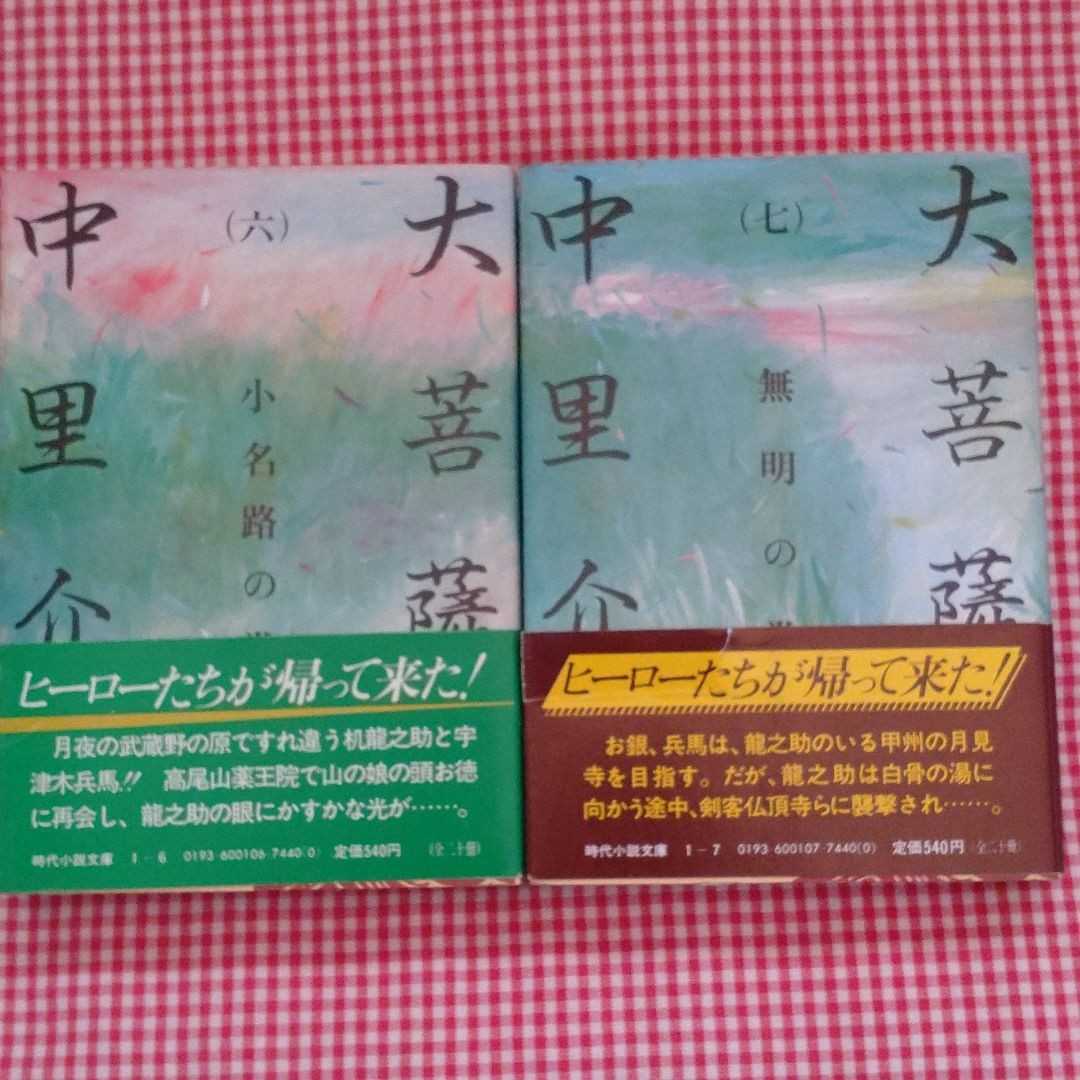 大菩薩
(六)
小名路の
中里介
ヒーローたちが帰って来た!
月夜の武蔵野の原ですれ違う机龍之助と宇
津木兵馬!! 高尾山薬王院で山の娘の頭お徳
に再会し、龍之助の眼にかすかな光が……。
時代小説文庫 1-6 0193-600106-7440(0) 定価540円 (全二十冊)
大菩薩
(七)
無明の
中里介
ヒーローたちが帰って来た!
お銀、兵馬は、龍之助のいる甲州の月見
寺を目指す。だが、龍之助は白骨の湯に
向かう途中、剣客仏頂寺らに襲撃され……。
時代小説文庫 1-7 0193-600107-7440(0) 定価540円 (全二十冊)